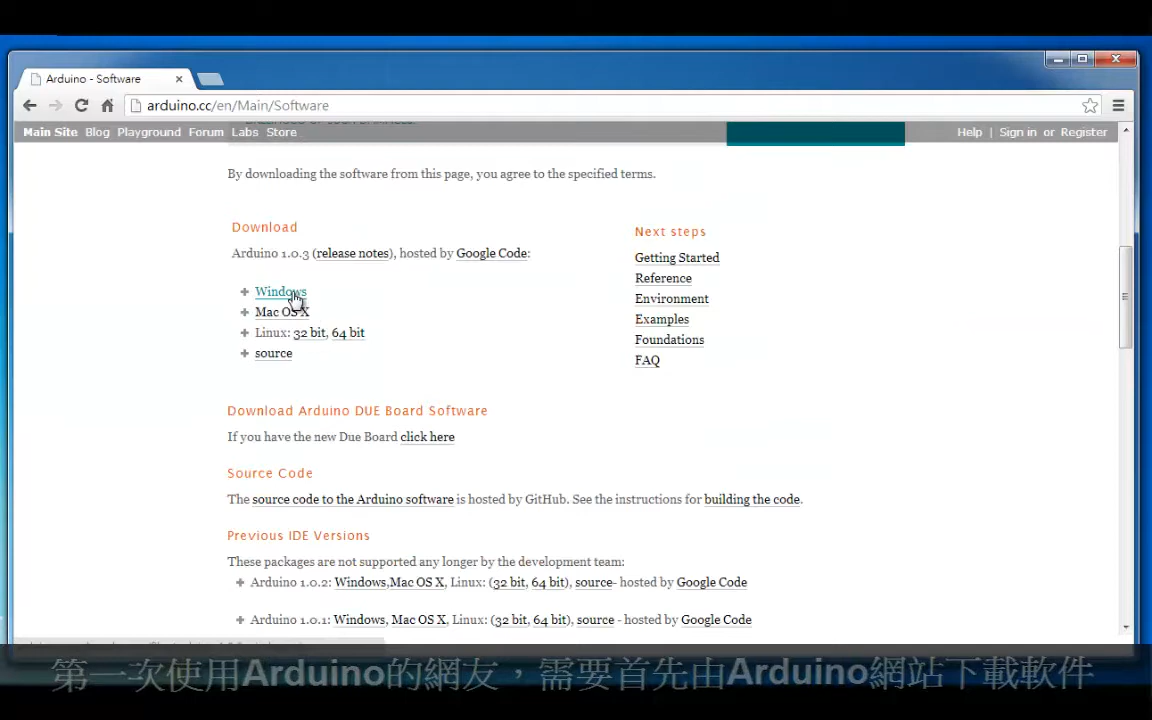 Arduino - Software
arduino.cc/en/Main/Software
Main Site Blog Playground Forum Labs Store
Help | Sign in or Register
By downloading the software from this page, you agree to the specified terms.
Download
Arduino 1.0.3 (release notes), hosted by Google Code:
Windows
Mac OS X
Linux: 32 bit, 64 bit
source
Next steps
Getting Started
Reference
Environment
Examples
Foundations
FAQ
Download Arduino DUE Board Software
If you have the new Due Board click here
Source Code
The source code to the Arduino software is hosted by GitHub. See the instructions for building the code.
Previous IDE Versions
These packages are not supported any longer by the development team:
Arduino 1.0.2: Windows,Mac OS X, Linux: (32 bit, 64 bit), source- hosted by Google Code
Arduino 1.0.1: Windows, Mac OS X, Linux: (32 bit, 64 bit), source - hosted by Google Code
第一次使用Arduino的網友，需要首先由Arduino網站下載軟件